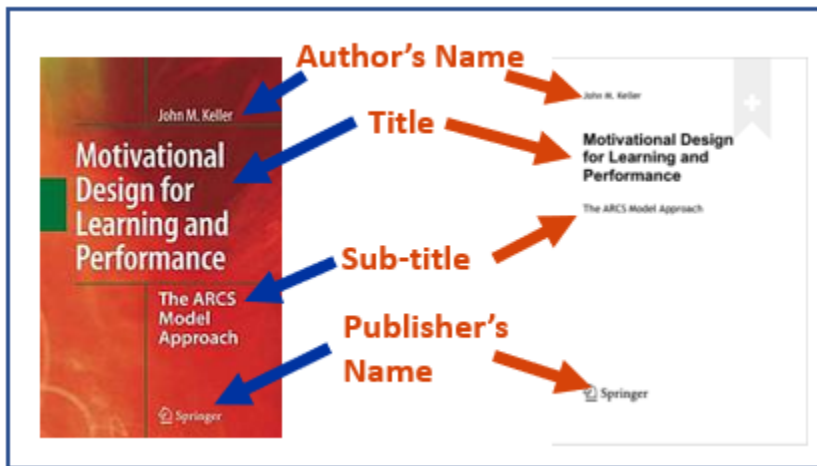 Author's Name
John M. Keller
Motivational
Design for
Learning and
Performance
The ARCS
Model
Approach
Springer
Title
Sub-title
Publisher's
Name
John M. Keller
Motivational Design
for Learning and
Performance
The ARCS Model Approach
Springer